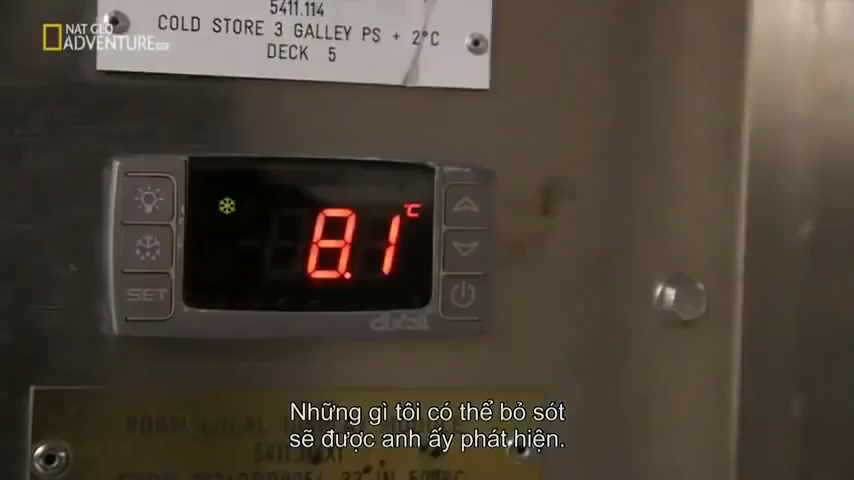 5411.114
COLD STORE 3 GALLEY PS + 2°C
DECK 5
NAT GEO
ADVENTURE
8.1 °C
SET
dixell
Những gì tôi có thể bỏ sót
sẽ được anh ấy phát hiện.